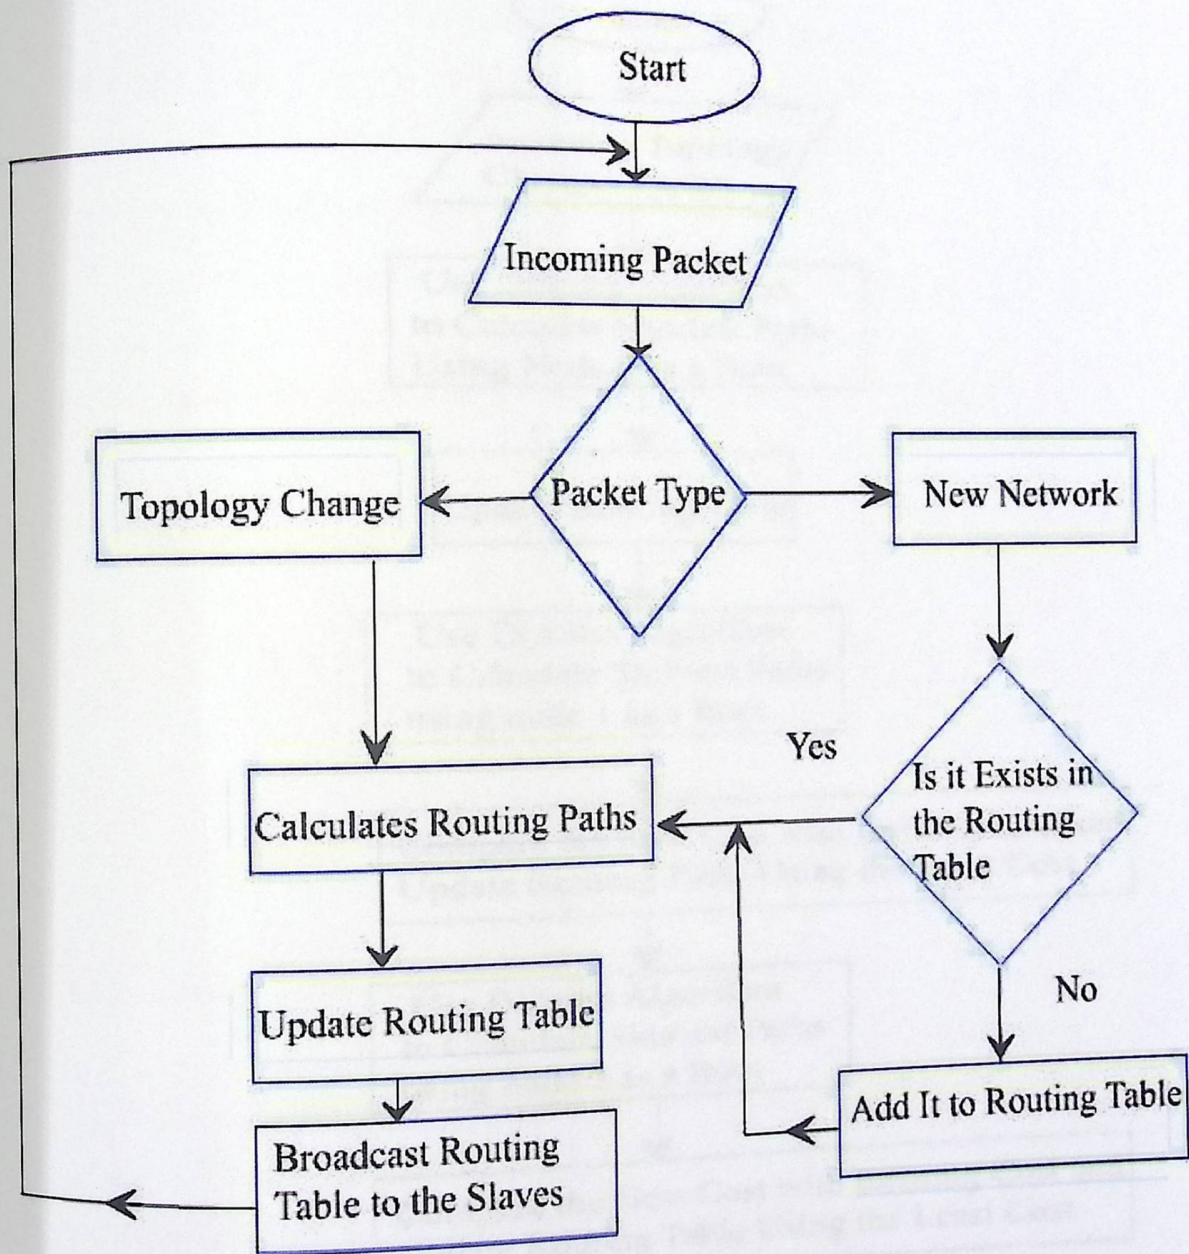 Start
Incoming Packet
Packet Type
Topology Change
New Network
Yes
Is it Exists in
the Routing
Table
Calculates Routing Paths
No
Update Routing Table
Add It to Routing Table
Broadcast Routing
Table to the Slaves